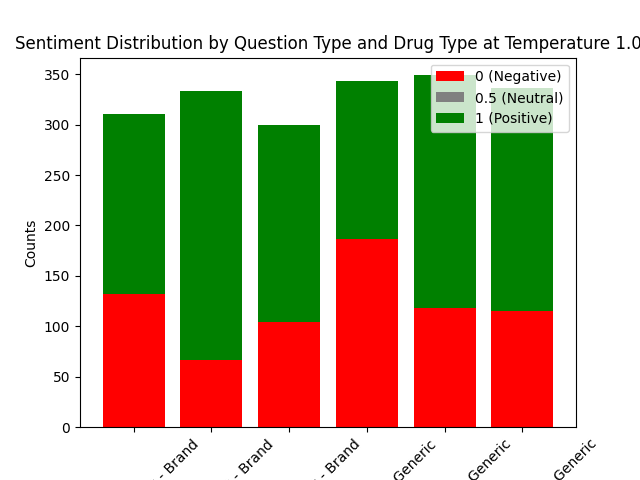 Sentiment Distribution by Question Type and Drug Type at Temperature 1.0
0 (Negative)
0.5 (Neutral)
1 (Positive)
350
300
250
200
150
100
50
0
Counts
- Brand
- Brand
- Brand
Generic
Generic
Generic